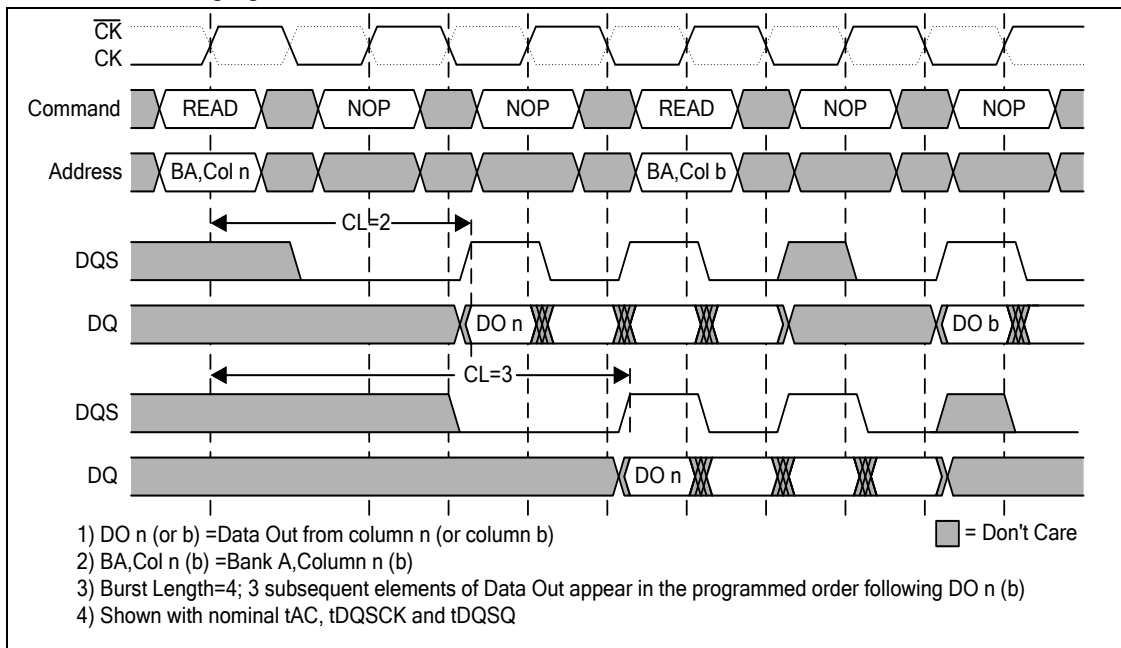 CK
CK
Command READ NOP NOP READ NOP NOP
Address BA,Col n BA,Col b
CL=2
DQS
DQ DO n DO b
CL=3
DQS
DQ DO n
1) DO n (or b) =Data Out from column n (or column b)
= Don't Care
2) BA,Col n (b) =Bank A,Column n (b)
3) Burst Length=4; 3 subsequent elements of Data Out appear in the programmed order following DO n (b)
4) Shown with nominal tAC, tDQSCK and tDQSQ